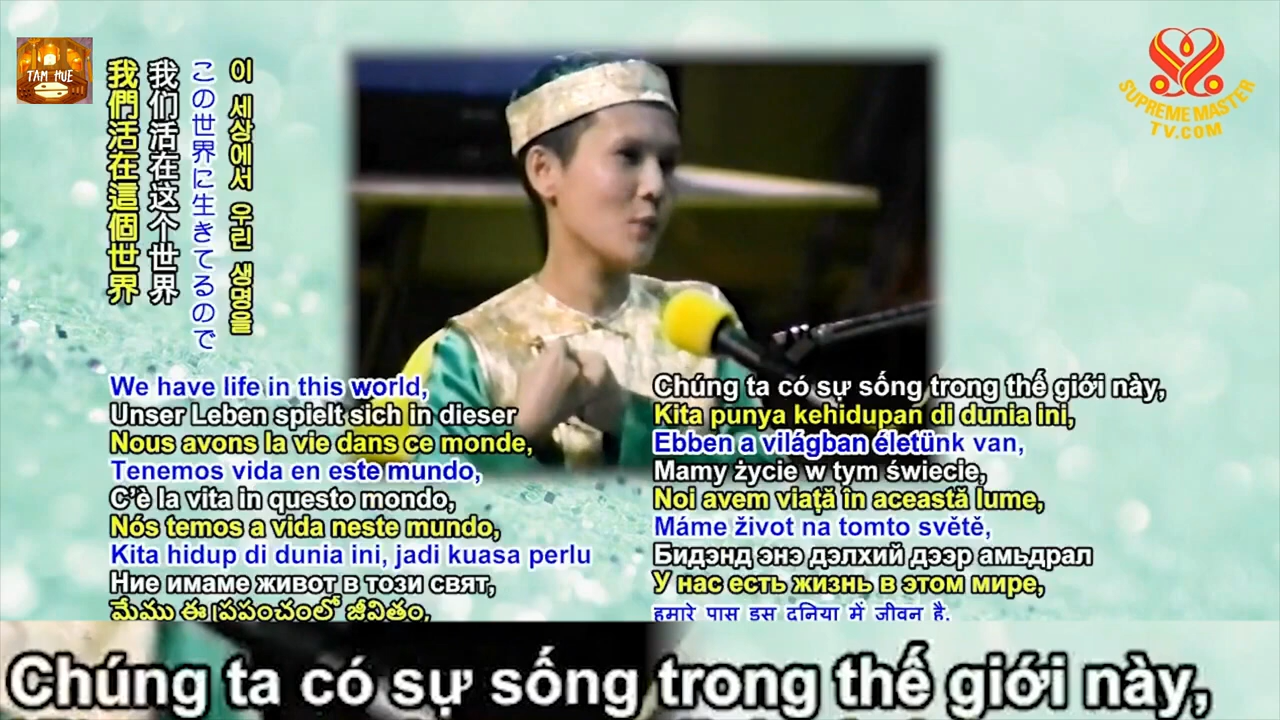 TAM HUE
SUPREME MASTER
TV.COM
我們活在這個世界
我们活在这个世界
この世界に生きてるので
이 세상에서 우린 생명을
We have life in this world,
Unser Leben spielt sich in dieser
Nous avons la vie dans ce monde,
Tenemos vida en este mundo,
C'è la vita in questo mondo,
Nós temos a vida neste mundo,
Kita hidup di dunia ini, jadi kuasa perlu
Ние имаме живот в този свят,
మేము ఈ ప్రపంచంలో జీవితం,
Chúng ta có sự sống trong thế giới này,
Kita punya kehidupan di dunia ini,
Ebben a világban életünk van,
Mamy życie w tym świecie,
Noi avem viață în această lume,
Máme život na tomto světě,
Бидэнд энэ дэлхий дээр амьдрал
У нас есть жизнь в этом мире,
हमारे पास इस दुनिया में जीवन है,
Chúng ta có sự sống trong thế giới này,